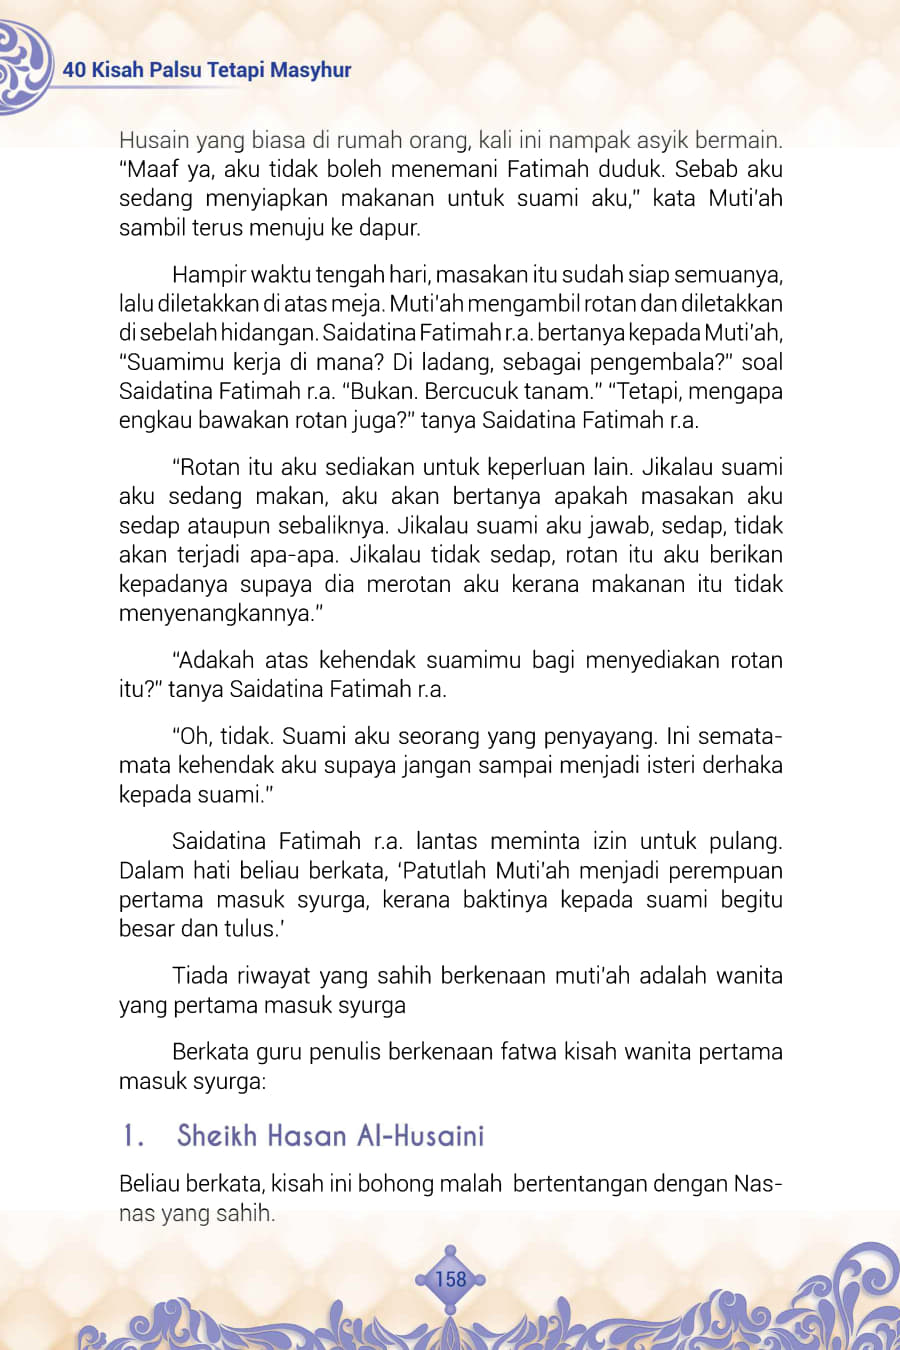 40 Kisah Palsu Tetapi Masyhur
Husain yang biasa di rumah orang, kali ini nampak asyik bermain.
“Maaf ya, aku tidak boleh menemani Fatimah duduk. Sebab aku
sedang menyiapkan makanan untuk suami aku,” kata Muti’ah
sambil terus menuju ke dapur.
Hampir waktu tengah hari, masakan itu sudah siap semuanya,
lalu diletakkan di atas meja. Muti’ah mengambil rotan dan diletakkan
di sebelah hidangan. Saidatina Fatimah r.a. bertanya kepada Muti’ah,
“Suamimu kerja di mana? Di ladang, sebagai pengembala?” soal
Saidatina Fatimah r.a. “Bukan. Bercucuk tanam.” “Tetapi, mengapa
engkau bawakan rotan juga?” tanya Saidatina Fatimah r.a.
“Rotan itu aku sediakan untuk keperluan lain. Jikalau suami
aku sedang makan, aku akan bertanya apakah masakan aku
sedap ataupun sebaliknya. Jikalau suami aku jawab, sedap, tidak
akan terjadi apa-apa. Jikalau tidak sedap, rotan itu aku berikan
kepadanya supaya dia merotan aku kerana makanan itu tidak
menyenangkannya.”
“Adakah atas kehendak suamimu bagi menyediakan rotan
itu?” tanya Saidatina Fatimah r.a.
“Oh, tidak. Suami aku seorang yang penyayang. Ini semata-
mata kehendak aku supaya jangan sampai menjadi isteri derhaka
kepada suami.”
Saidatina Fatimah r.a. lantas meminta izin untuk pulang.
Dalam hati beliau berkata, ‘Patutlah Muti’ah menjadi perempuan
pertama masuk syurga, kerana baktinya kepada suami begitu
besar dan tulus.’
Tiada riwayat yang sahih berkenaan muti’ah adalah wanita
yang pertama masuk syurga
Berkata guru penulis berkenaan fatwa kisah wanita pertama
masuk syurga:
1. Sheikh Hasan Al-Husaini
Beliau berkata, kisah ini bohong malah bertentangan dengan Nas-
nas yang sahih.
158